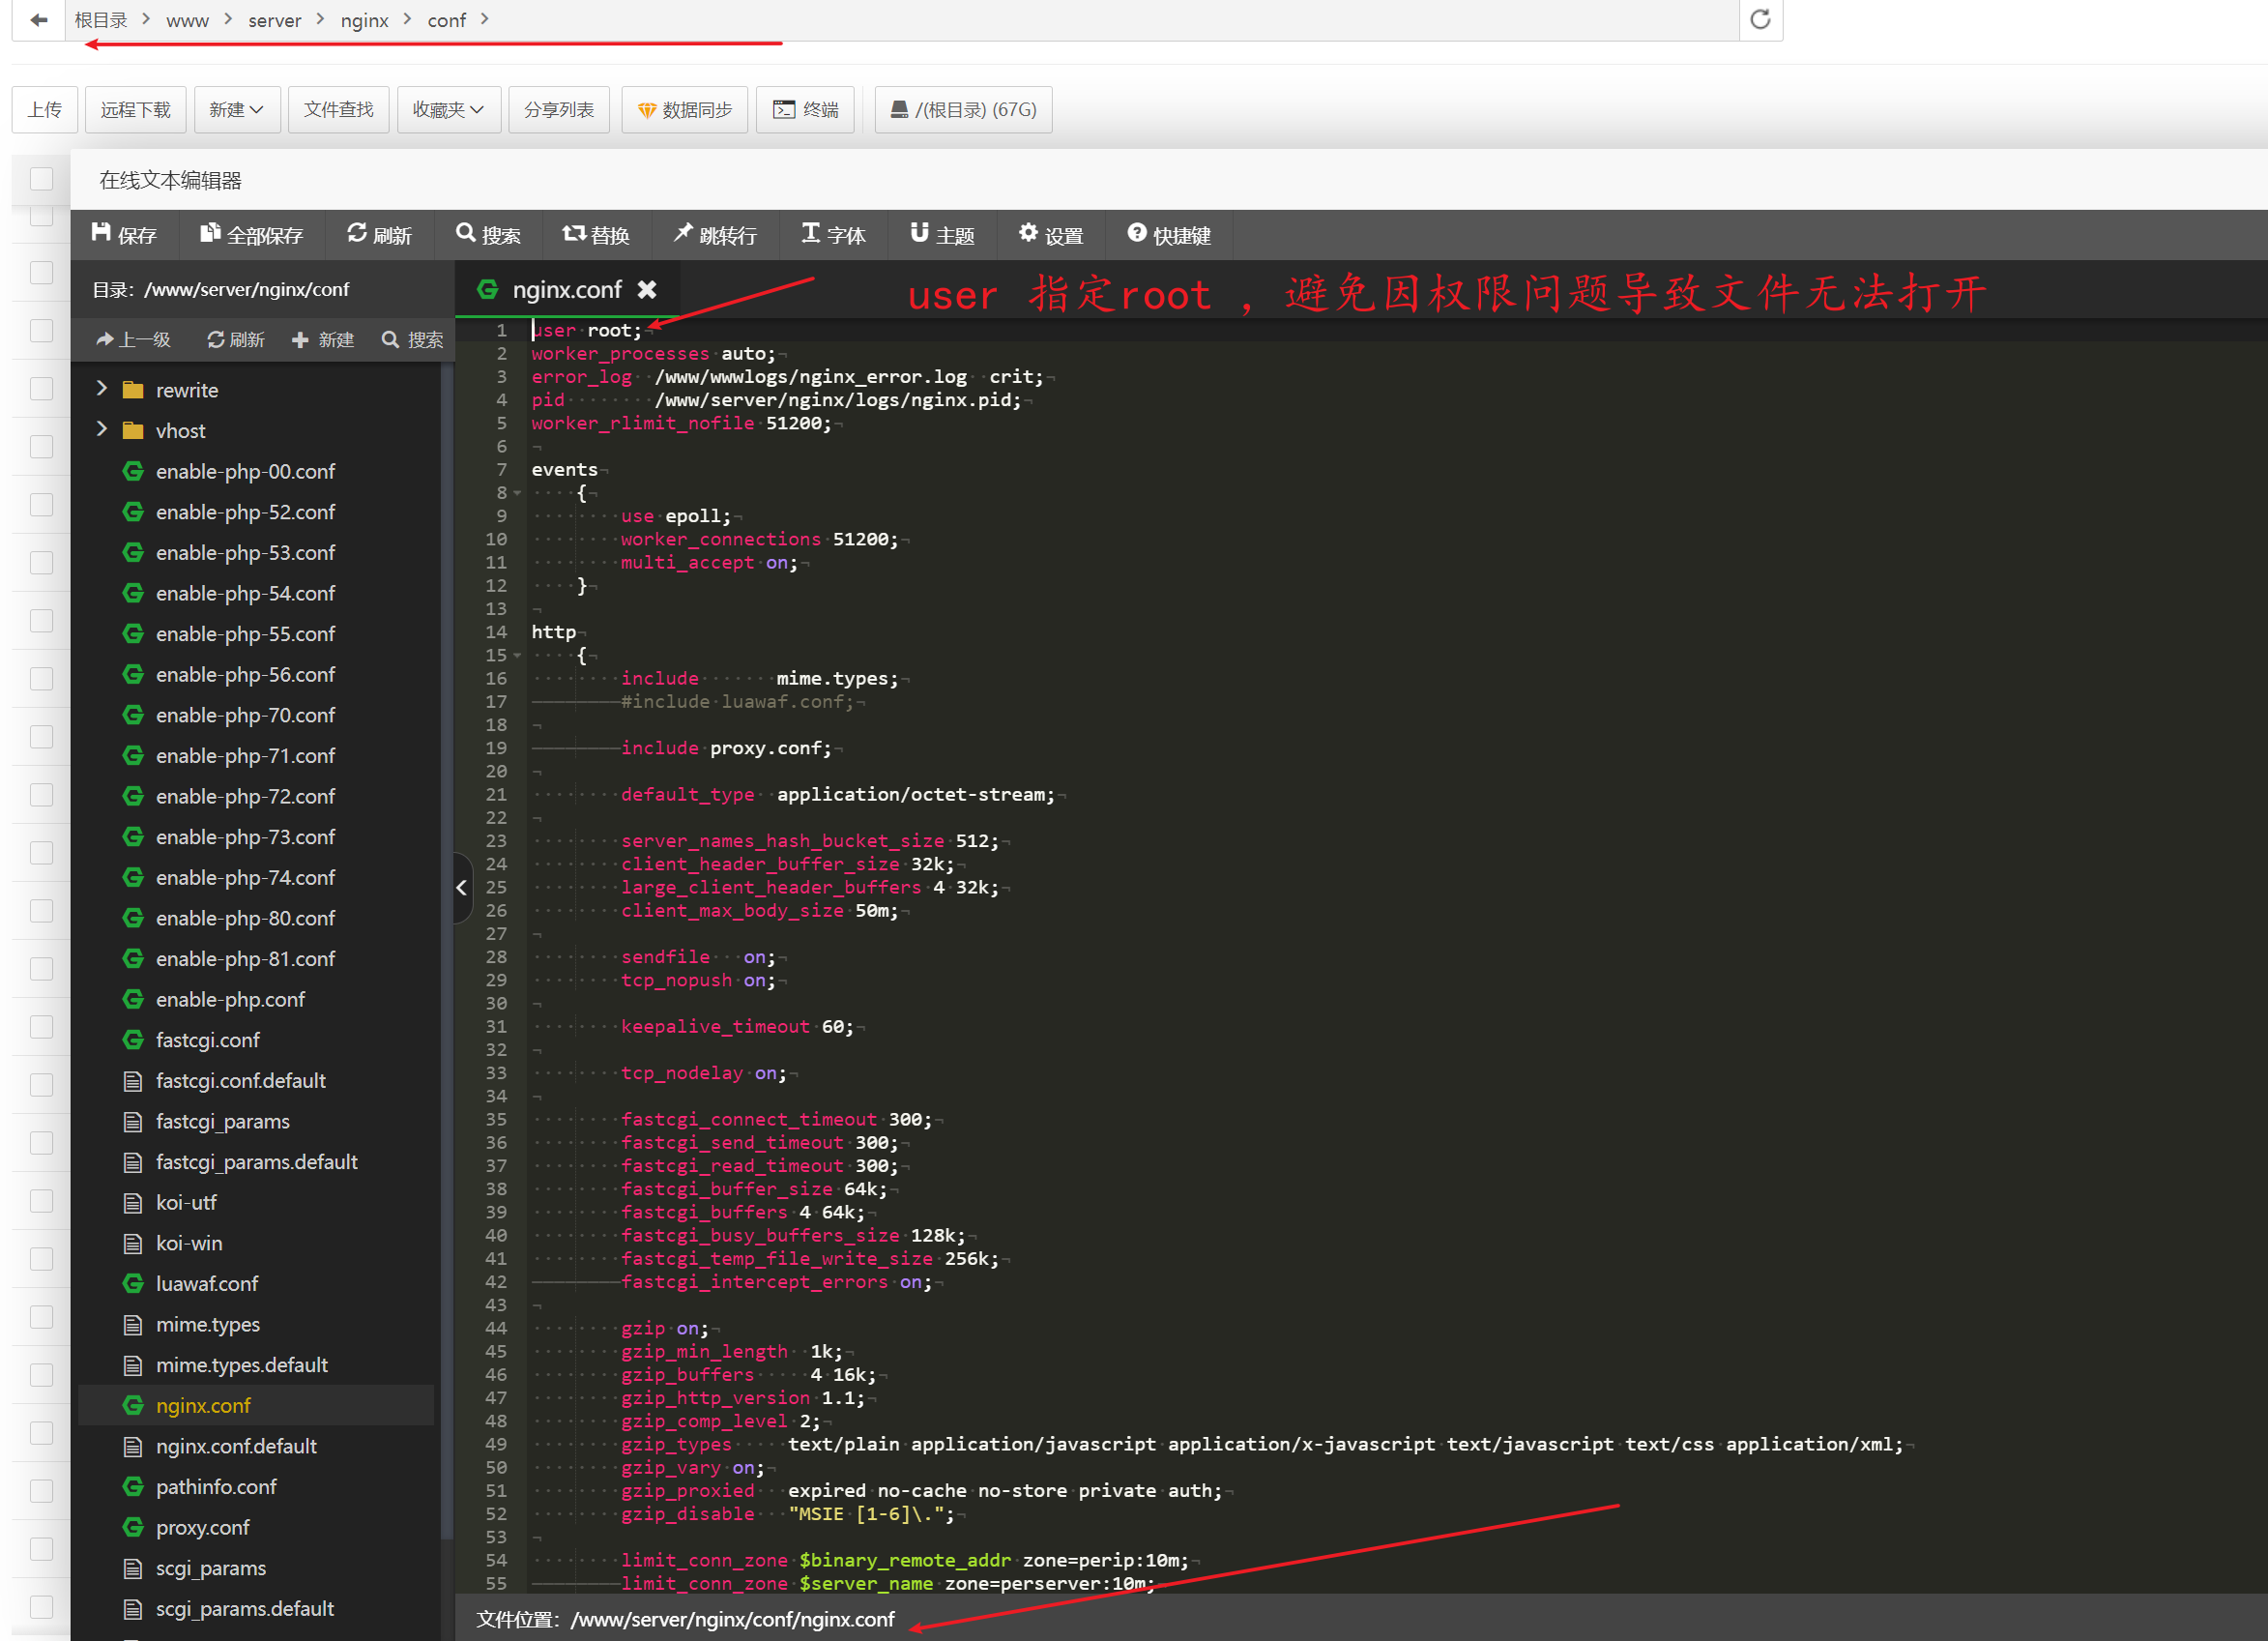 根目录 > www > server > nginx > conf >
上传 远程下载 新建 文件查找 收藏夹 分享列表 数据同步 终端 /(根目录) (67G)
在线文本编辑器
保存 全部保存 刷新 搜索 替换 跳转行 字体 主题 设置 快捷键
目录: /www/server/nginx/conf
上一级 刷新 新建 搜索
rewrite
vhost
enable-php-00.conf
enable-php-52.conf
enable-php-53.conf
enable-php-54.conf
enable-php-55.conf
enable-php-56.conf
enable-php-70.conf
enable-php-71.conf
enable-php-72.conf
enable-php-73.conf
enable-php-74.conf
enable-php-80.conf
enable-php-81.conf
enable-php.conf
fastcgi.conf
fastcgi.conf.default
fastcgi_params
fastcgi_params.default
koi-utf
koi-win
luawaf.conf
mime.types
mime.types.default
nginx.conf
nginx.conf.default
pathinfo.conf
proxy.conf
scgi_params
scgi_params.default
nginx.conf
user 指定root ，避免因权限问题导致文件无法打开
1 user root;
2 worker_processes auto;
3 error_log  /www/wwwlogs/nginx_error.log  crit;
4 pid        /www/server/nginx/logs/nginx.pid;
5 worker_rlimit_nofile 51200;
6
7 events
8     {
9         use epoll;
10         worker_connections 51200;
11         multi_accept on;
12     }
13
14 http
15     {
16         include       mime.types;
17         #include luawaf.conf;
18
19         include proxy.conf;
20
21         default_type  application/octet-stream;
22
23         server_names_hash_bucket_size 512;
24         client_header_buffer_size 32k;
25         large_client_header_buffers 4 32k;
26         client_max_body_size 50m;
27
28         sendfile   on;
29         tcp_nopush on;
30
31         keepalive_timeout 60;
32
33         tcp_nodelay on;
34
35         fastcgi_connect_timeout 300;
36         fastcgi_send_timeout 300;
37         fastcgi_read_timeout 300;
38         fastcgi_buffer_size 64k;
39         fastcgi_buffers 4 64k;
40         fastcgi_busy_buffers_size 128k;
41         fastcgi_temp_file_write_size 256k;
42         fastcgi_intercept_errors on;
43
44         gzip on;
45         gzip_min_length  1k;
46         gzip_buffers     4 16k;
47         gzip_http_version 1.1;
48         gzip_comp_level 2;
49         gzip_types     text/plain application/javascript application/x-javascript text/javascript text/css application/xml;
50         gzip_vary on;
51         gzip_proxied   expired no-cache no-store private auth;
52         gzip_disable   "MSIE [1-6]\.";
53
54         limit_conn_zone $binary_remote_addr zone=perip:10m;
55         limit_conn_zone $server_name zone=perserver:10m;
文件位置: /www/server/nginx/conf/nginx.conf